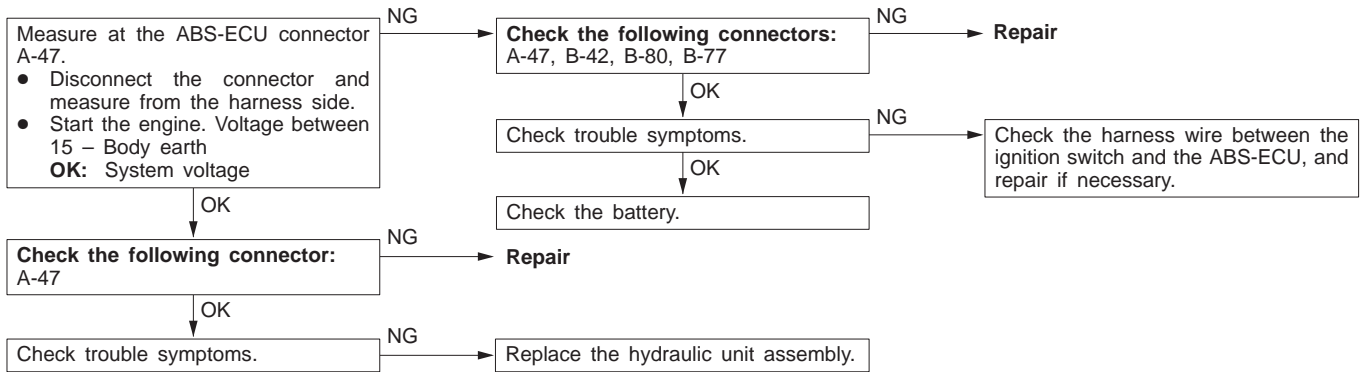 Measure at the ABS-ECU connector
A-47.
● Disconnect the connector and
measure from the harness side.
● Start the engine. Voltage between
15 – Body earth
OK: System voltage
NG
Check the following connectors:
A-47, B-42, B-80, B-77
NG
Repair
OK
Check trouble symptoms.
NG
Check the harness wire between the
ignition switch and the ABS-ECU, and
repair if necessary.
OK
Check the battery.
OK
Check the following connector:
A-47
NG
Repair
OK
Check trouble symptoms.
NG
Replace the hydraulic unit assembly.